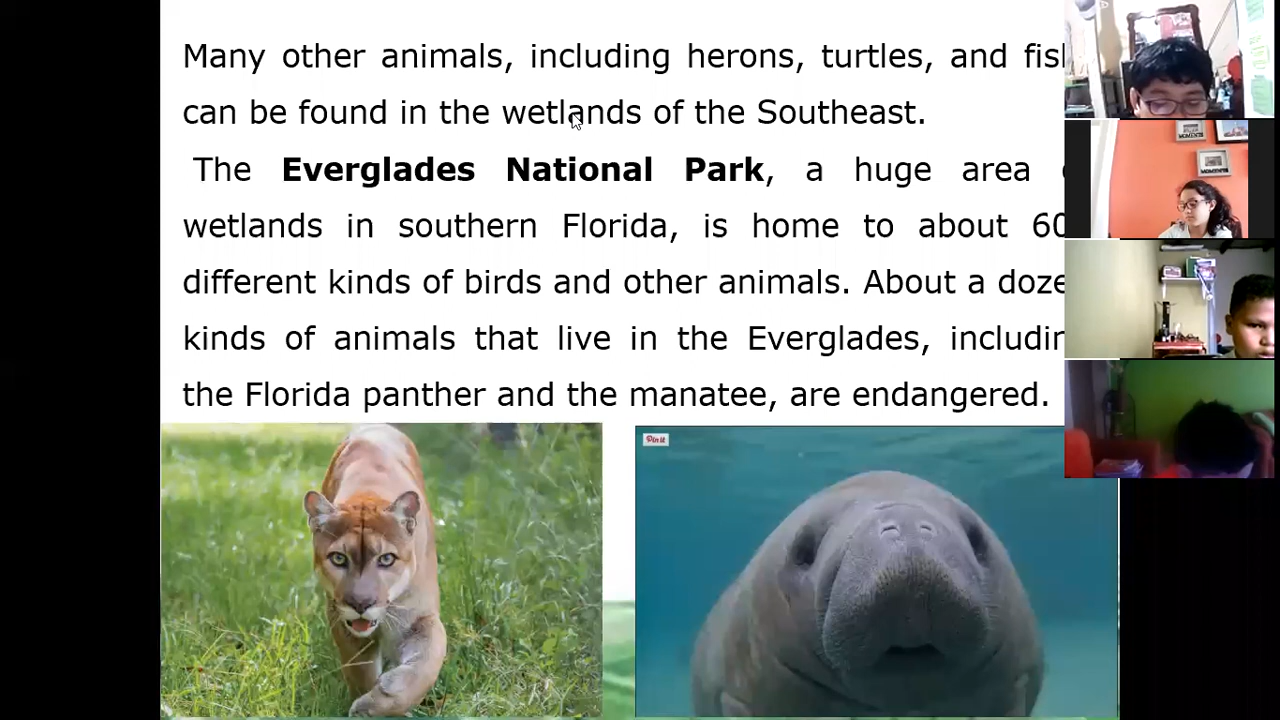 Many other animals, including herons, turtles, and fis
can be found in the wetlands of the Southeast.
The Everglades National Park, a huge area
wetlands in southern Florida, is home to about 60
different kinds of birds and other animals. About a doze
kinds of animals that live in the Everglades, includin
the Florida panther and the manatee, are endangered.
Pin it